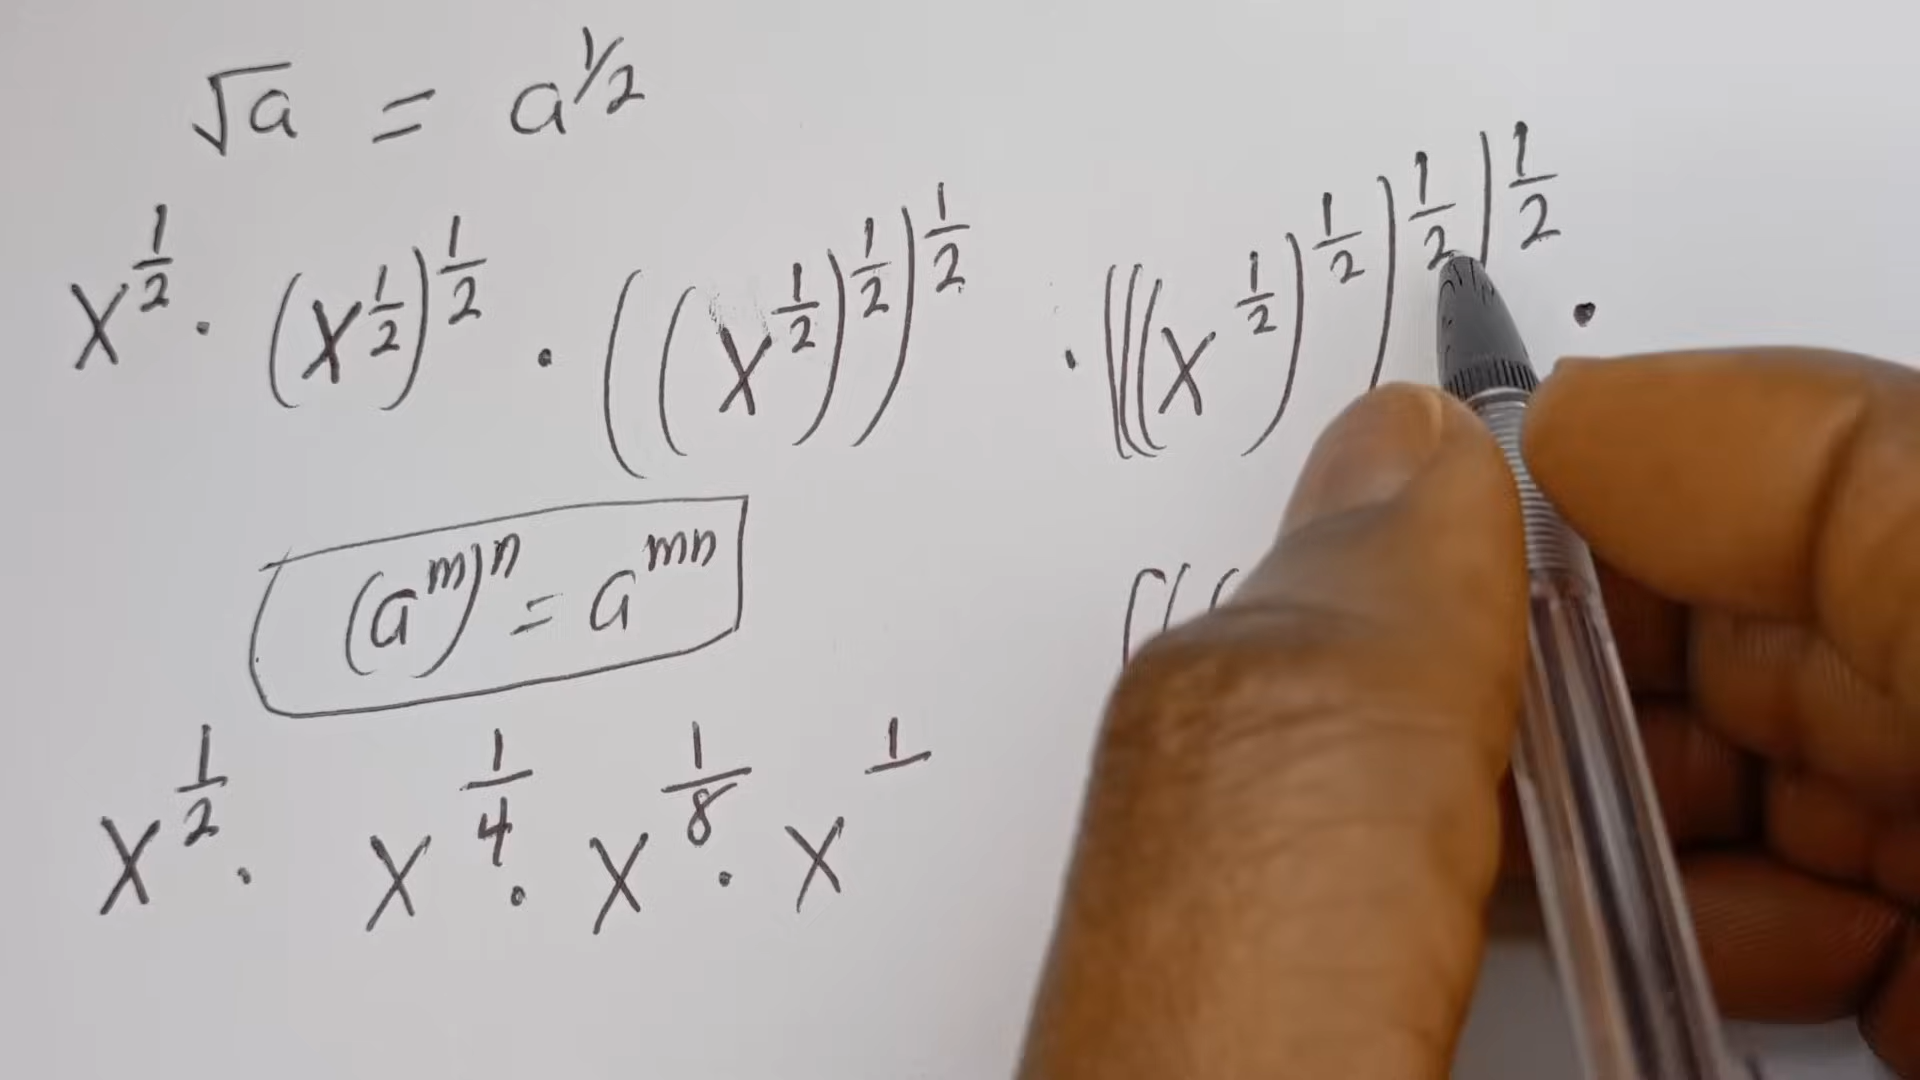 √a = a^1/2
x^(1/2) · (x^(1/2))^(1/2) · ((x^(1/2))^(1/2))^(1/2) · (((x^(1/2))^(1/2))^(1/2))^(1/2) ·
(a^m)^n = a^mn
(((
x^(1/2) · x^(1/4) · x^(1/8) · x^(1/